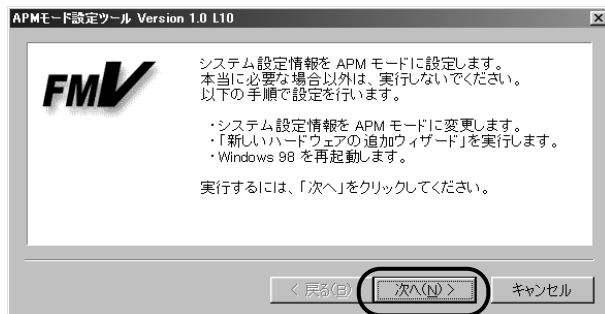 APMモード設定ツール Version 1.0 L10
FMV
システム設定情報を APM モードに設定します。
本当に必要な場合以外は、実行しないでください。
以下の手順で設定を行います。
・システム設定情報を APM モードに変更します。
・「新しいハードウェアの追加ウィザード」を実行します。
・Windows 98 を再起動します。
実行するには、「次へ」をクリックしてください。
< 戻る(B) 次へ(N) > キャンセル